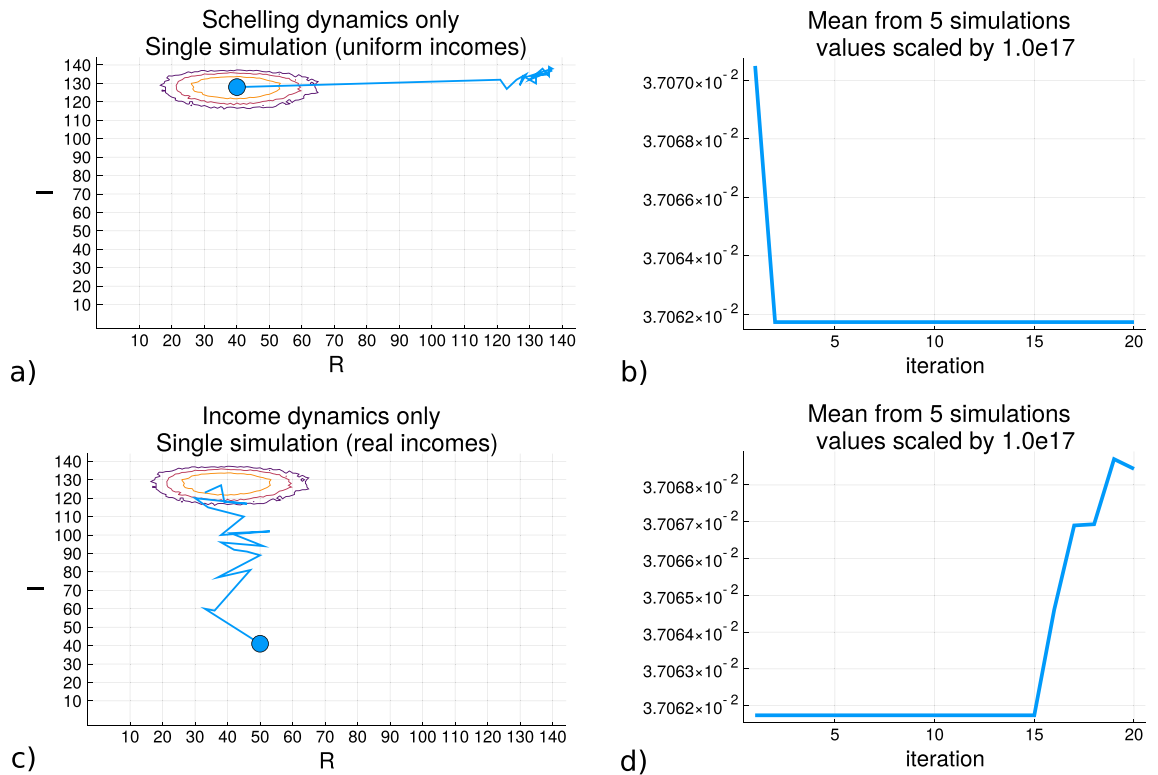 Schelling dynamics only
Single simulation (uniform incomes)
140
130
120
110
100
90
80
70
60
50
40
30
20
10
I
10 20 30 40 50 60 70 80 90 100 110 120 130 140
R
a)
Mean from 5 simulations
values scaled by 1.0e17
3.7070×10⁻²
3.7068×10⁻²
3.7066×10⁻²
3.7064×10⁻²
3.7062×10⁻²
5 10 15 20
iteration
b)
Income dynamics only
Single simulation (real incomes)
140
130
120
110
100
90
80
70
60
50
40
30
20
10
I
10 20 30 40 50 60 70 80 90 100 110 120 130 140
R
c)
Mean from 5 simulations
values scaled by 1.0e17
3.7068×10⁻²
3.7067×10⁻²
3.7066×10⁻²
3.7065×10⁻²
3.7064×10⁻²
3.7063×10⁻²
3.7062×10⁻²
5 10 15 20
iteration
d)